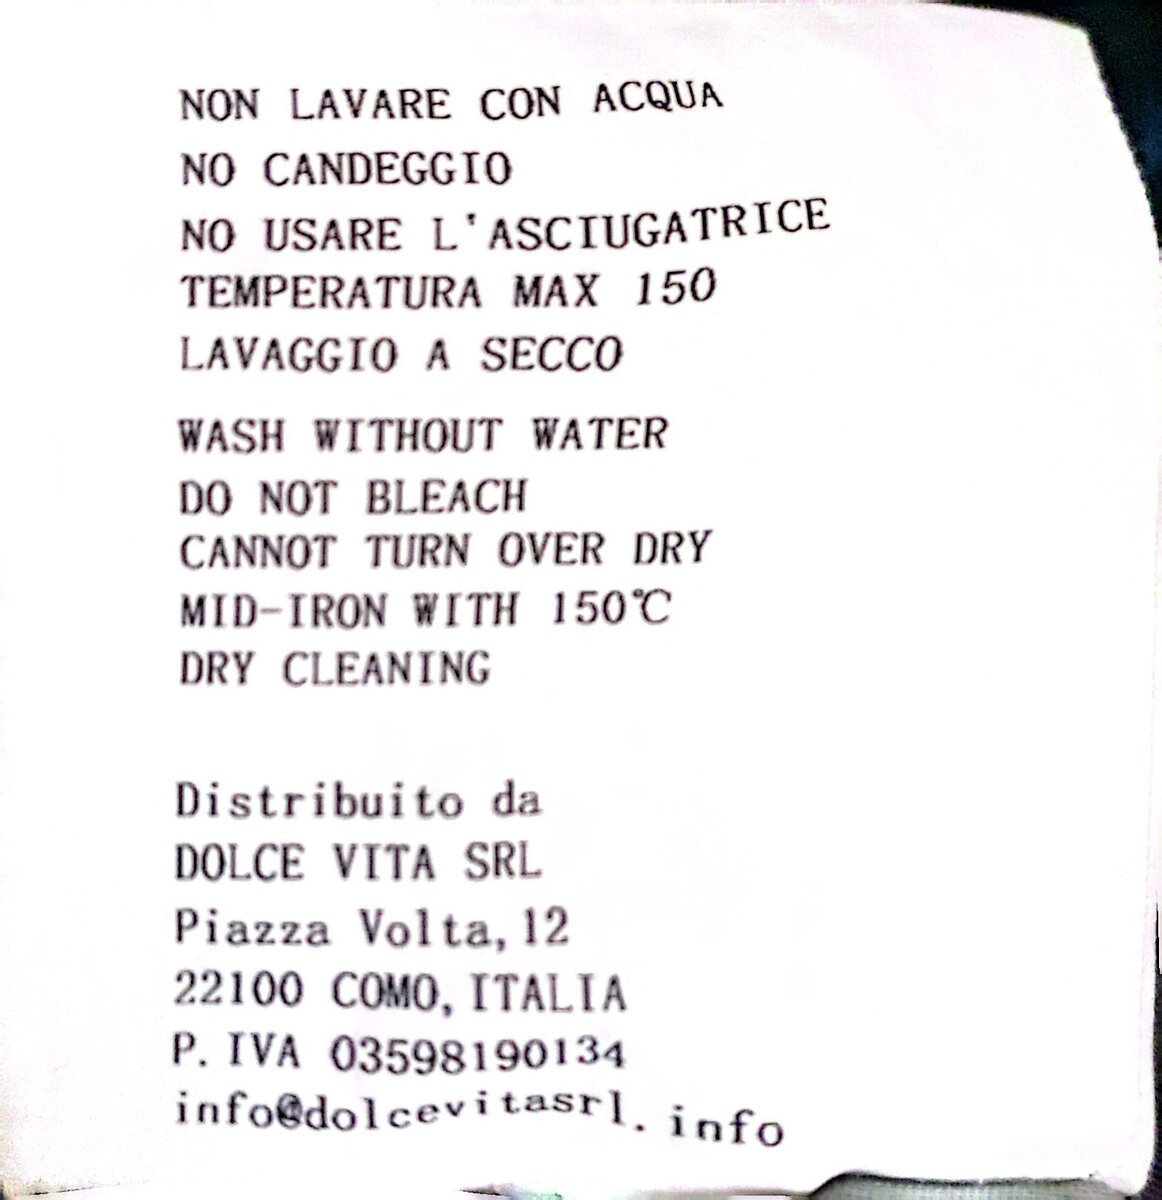 NON LAVARE CON ACQUA
NO CANDEGGIO
NO USARE L'ASCIUGATRICE
TEMPERATURA MAX 150
LAVAGGIO A SECCO
WASH WITHOUT WATER
DO NOT BLEACH
CANNOT TURN OVER DRY
MID-IRON WITH 150℃
DRY CLEANING
Distribuito da
DOLCE VITA SRL
Piazza Volta,12
22100 COMO,ITALIA
P. IVA 03598190134
info@dolcevitasrl.info